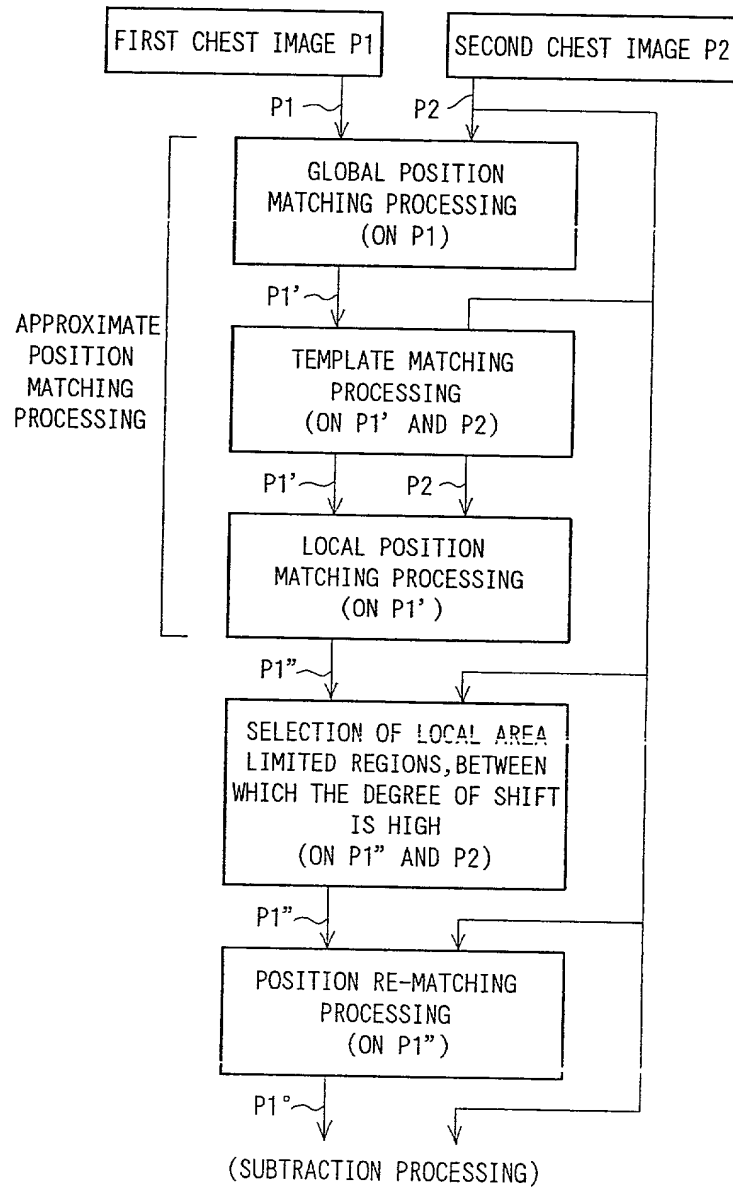 FIRST CHEST IMAGE P1
SECOND CHEST IMAGE P2
P1
P2
GLOBAL POSITION
MATCHING PROCESSING
(ON P1)
P1'
APPROXIMATE
POSITION
MATCHING
PROCESSING
TEMPLATE MATCHING
PROCESSING
(ON P1' AND P2)
P1'
P2
LOCAL POSITION
MATCHING PROCESSING
(ON P1')
P1"
SELECTION OF LOCAL AREA
LIMITED REGIONS, BETWEEN
WHICH THE DEGREE OF SHIFT
IS HIGH
(ON P1" AND P2)
P1"
POSITION RE-MATCHING
PROCESSING
(ON P1")
P1°
(SUBTRACTION PROCESSING)